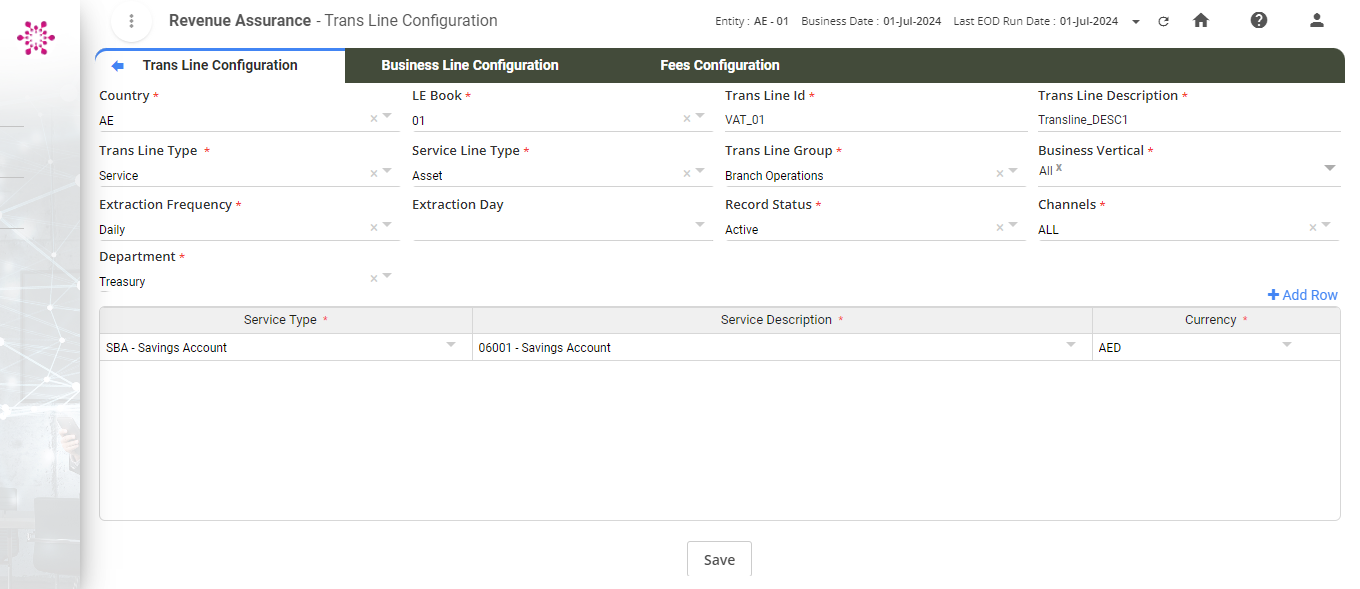 Revenue Assurance - Trans Line Configuration
Entity : AE - 01 Business Date : 01-Jul-2024 Last EOD Run Date : 01-Jul-2024
Trans Line Configuration Business Line Configuration Fees Configuration
Country * LE Book * Trans Line Id * Trans Line Description *
AE × 01 × VAT_01 Transline_DESC1
Trans Line Type * Service Line Type * Trans Line Group * Business Vertical *
Service × Asset × Branch Operations × All x
Extraction Frequency * Extraction Day Record Status * Channels *
Daily × Active × ALL ×
Department *
Treasury ×
+ Add Row
Service Type * Service Description * Currency *
SBA - Savings Account 06001 - Savings Account AED
Save